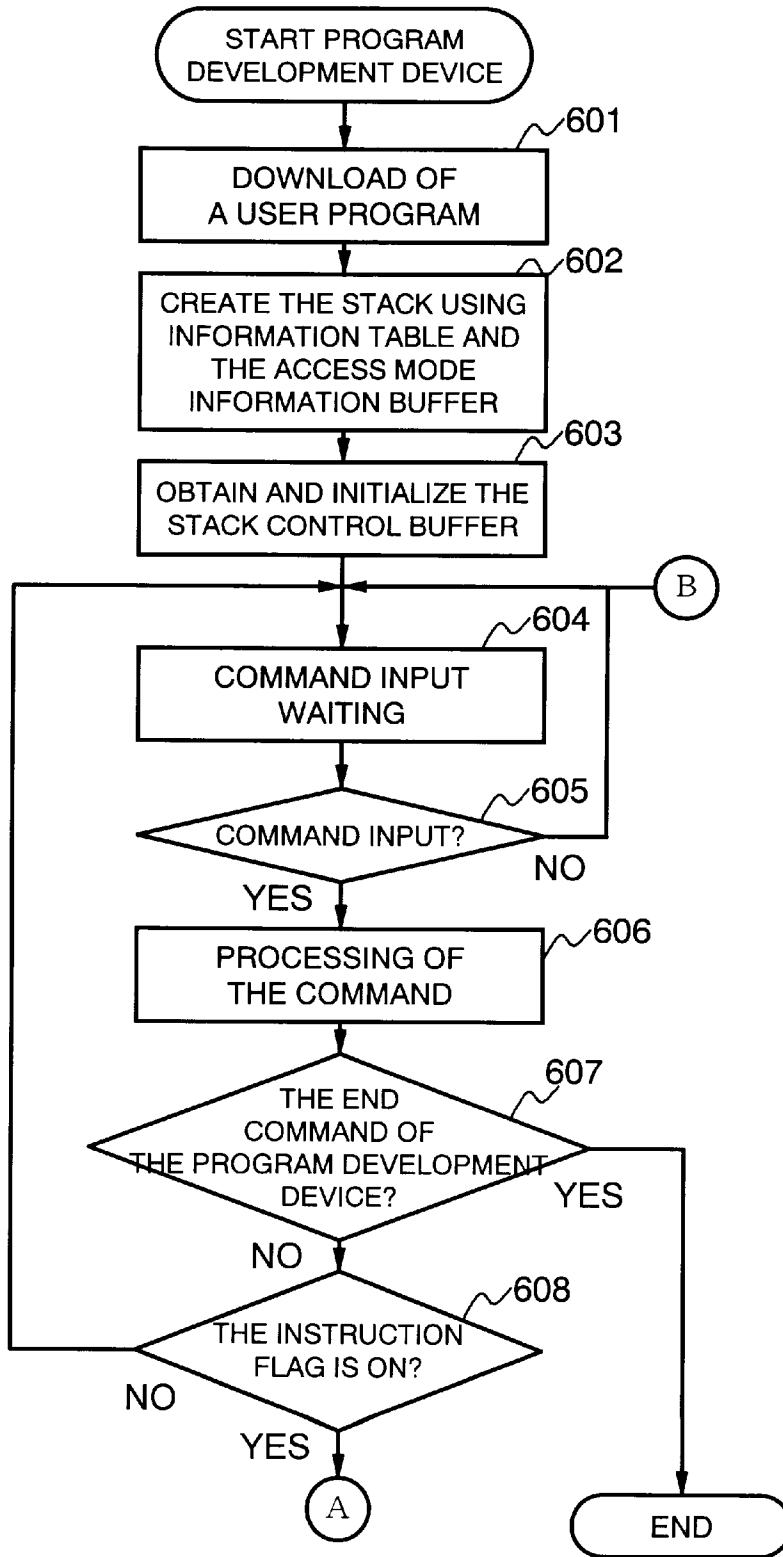 START PROGRAM
DEVELOPMENT DEVICE
601
DOWNLOAD OF
A USER PROGRAM
602
CREATE THE STACK USING
INFORMATION TABLE AND
THE ACCESS MODE
INFORMATION BUFFER
603
OBTAIN AND INITIALIZE THE
STACK CONTROL BUFFER
B
604
COMMAND INPUT
WAITING
605
COMMAND INPUT?
NO
YES
606
PROCESSING OF
THE COMMAND
607
THE END
COMMAND OF
THE PROGRAM DEVELOPMENT
DEVICE?
YES
NO
608
THE INSTRUCTION
FLAG IS ON?
NO
YES
A
END